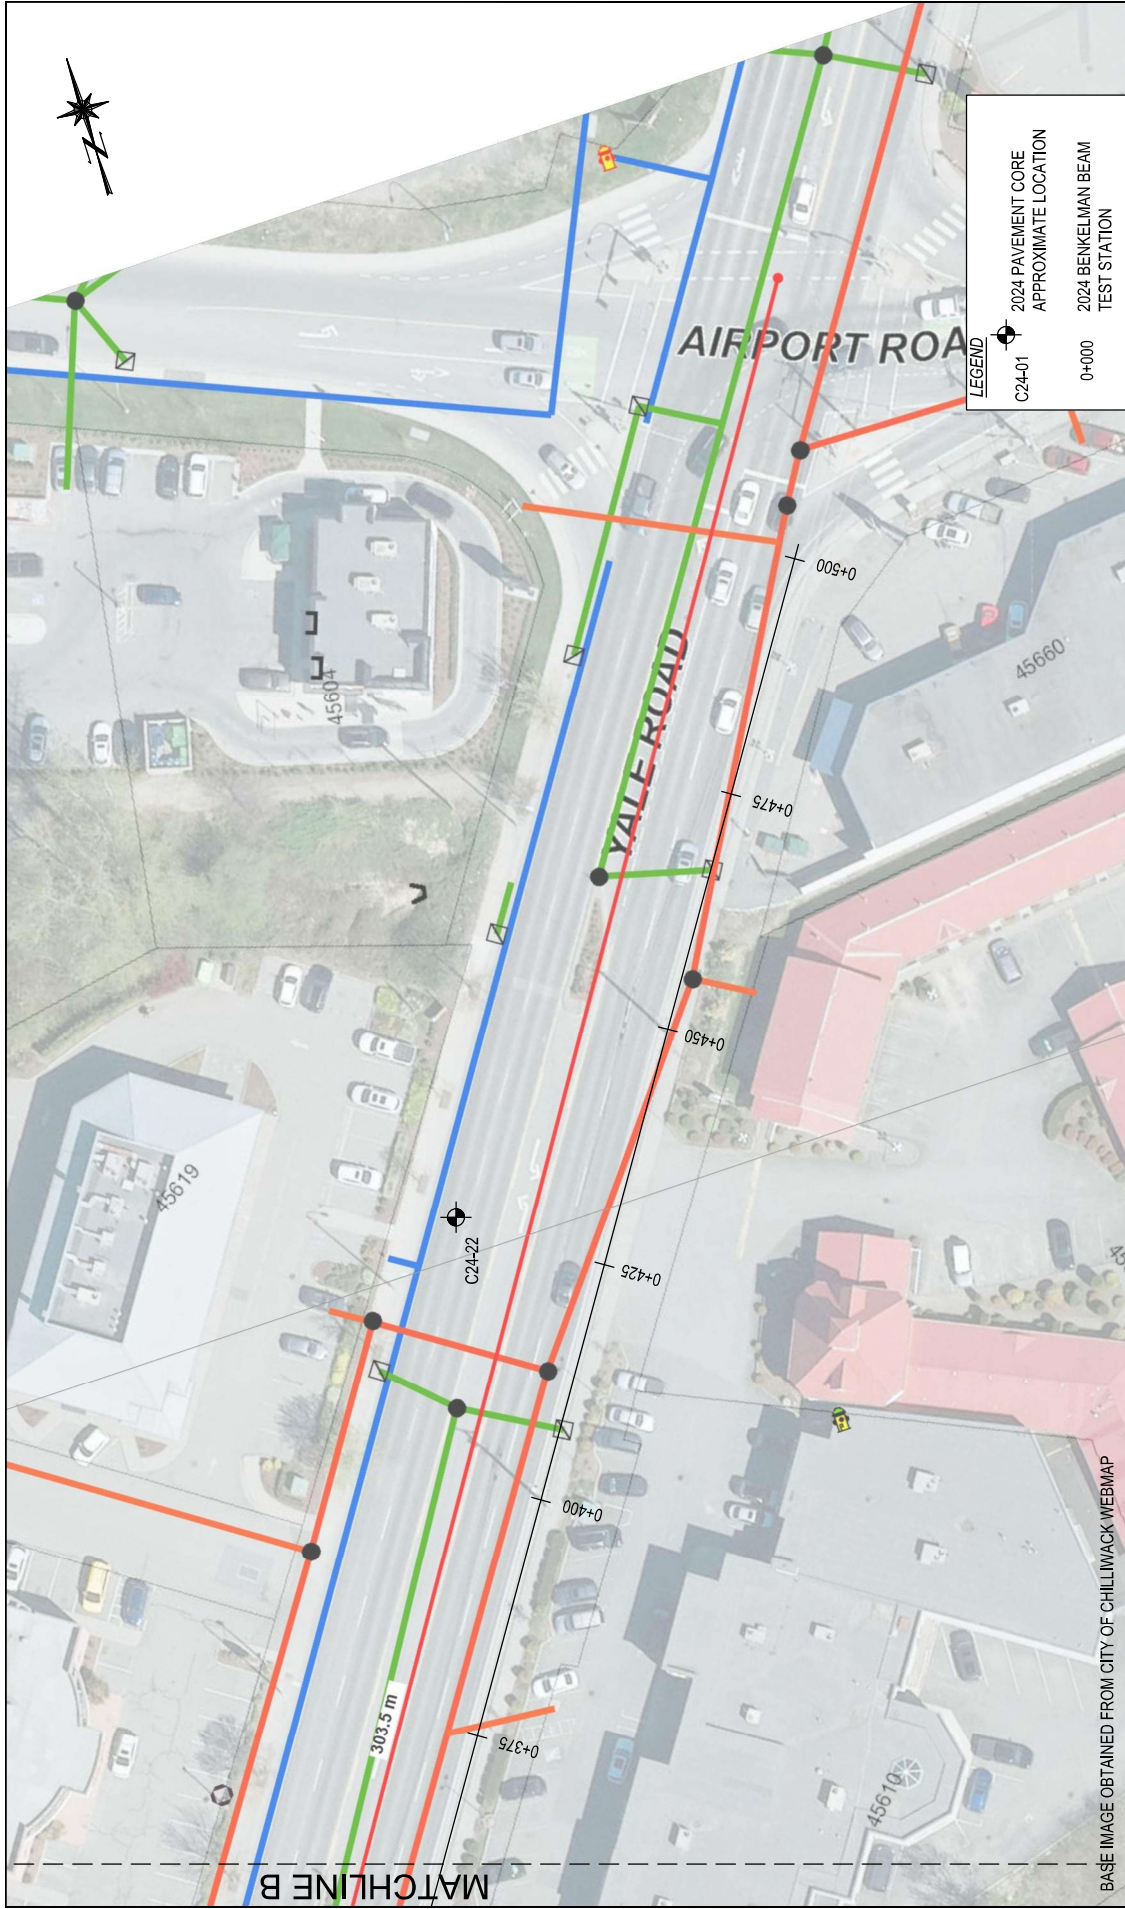 AIRPORT ROA
LEGEND
C24-01
2024 PAVEMENT CORE
APPROXIMATE LOCATION
0+000
2024 BENKELMAN BEAM
TEST STATION
0+500
45604
YALE ROAD
45660
0+475
0+450
45619
C24-22
0+425
0+400
303.5 m
0+375
45610
MATCHLINE B
BASE IMAGE OBTAINED FROM CITY OF CHILLIWACK WEBMAP